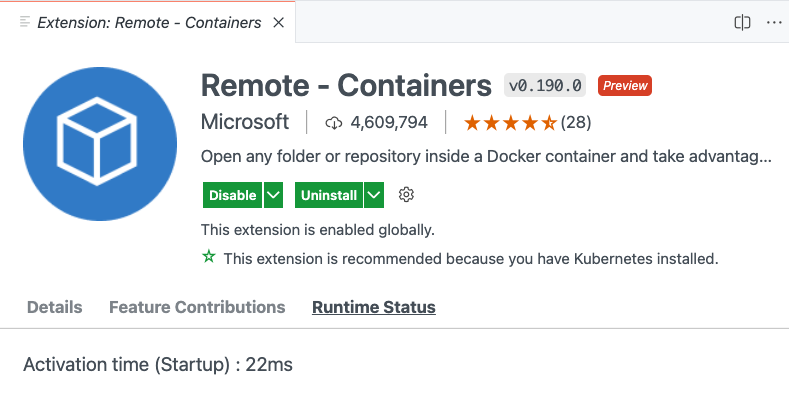 Extension: Remote - Containers
Remote - Containers v0.190.0 Preview
Microsoft 4,609,794 (28)
Open any folder or repository inside a Docker container and take advantag...
Disable Uninstall
This extension is enabled globally.
This extension is recommended because you have Kubernetes installed.
Details Feature Contributions Runtime Status
Activation time (Startup) : 22ms